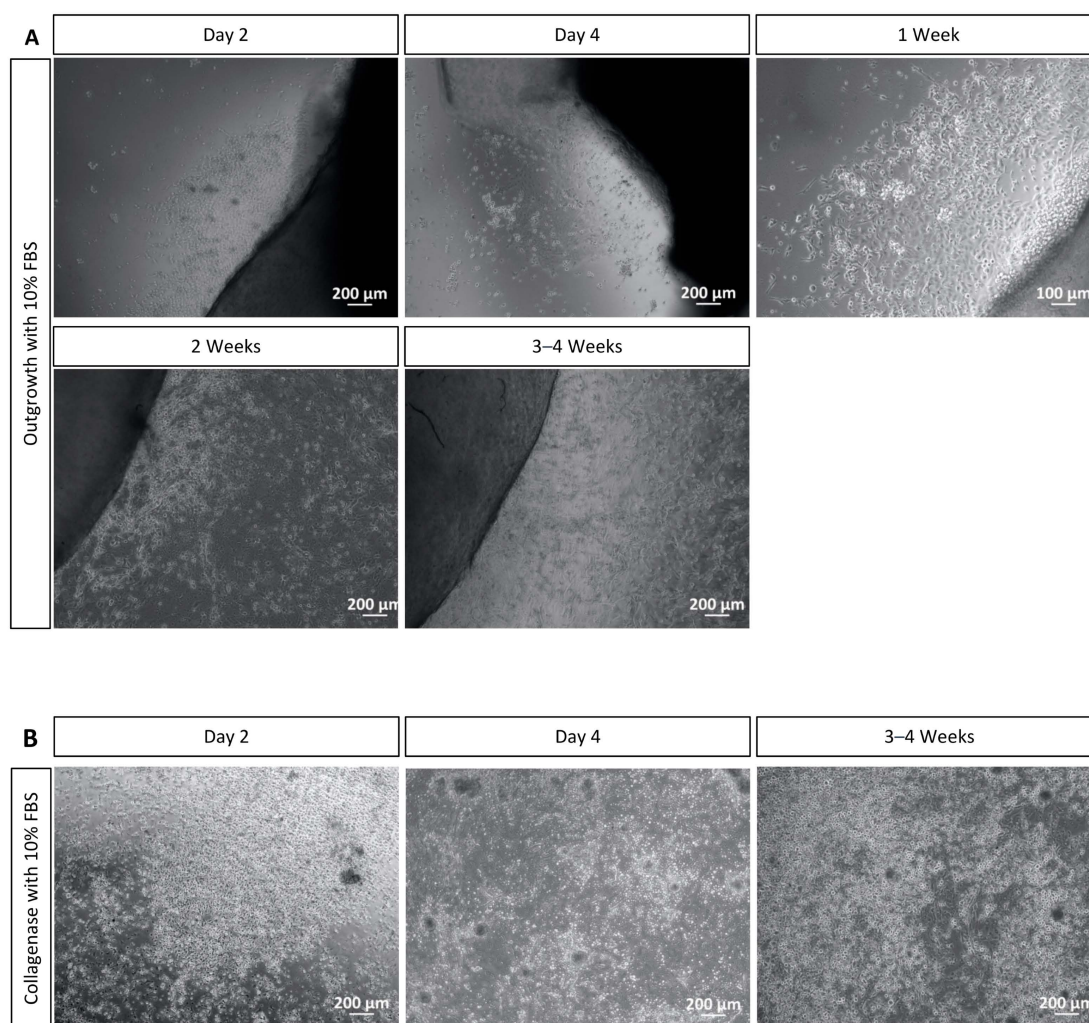 A
Day 2
Day 4
1 Week
Outgrowth with 10% FBS
200 µm
200 µm
100 µm
2 Weeks
3–4 Weeks
200 µm
200 µm
B
Day 2
Day 4
3–4 Weeks
Collagenase with 10% FBS
200 µm
200 µm
200 µm